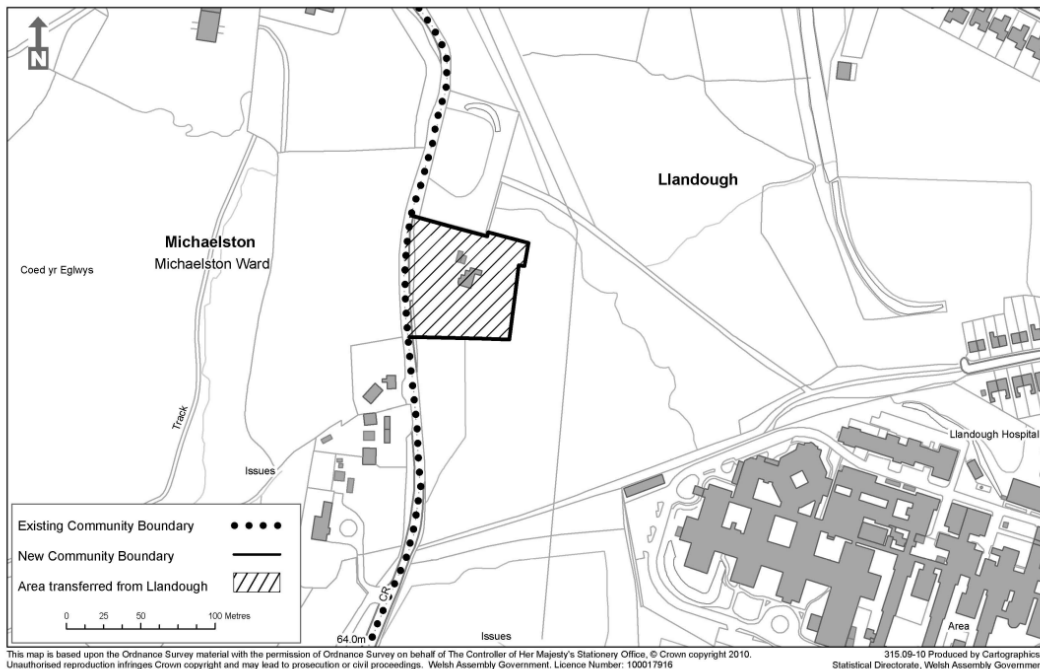 N
Llandough
Michaelston
Michaelston Ward
Coed yr Eglwys
Track
Issues
Llandough Hospital
CR
64.0m
Issues
Area
Existing Community Boundary
New Community Boundary
Area transferred from Llandough
0 25 50 100 Metres
This map is based upon the Ordnance Survey material with the permission of Ordnance Survey on behalf of The Controller of Her Majesty's Stationery Office, © Crown copyright 2010.
Unauthorised reproduction infringes Crown copyright and may lead to prosecution or civil proceedings. Welsh Assembly Government. Licence Number: 100017916
315.09-10 Produced by Cartographics
Statistical Directorate, Welsh Assembly Governmen